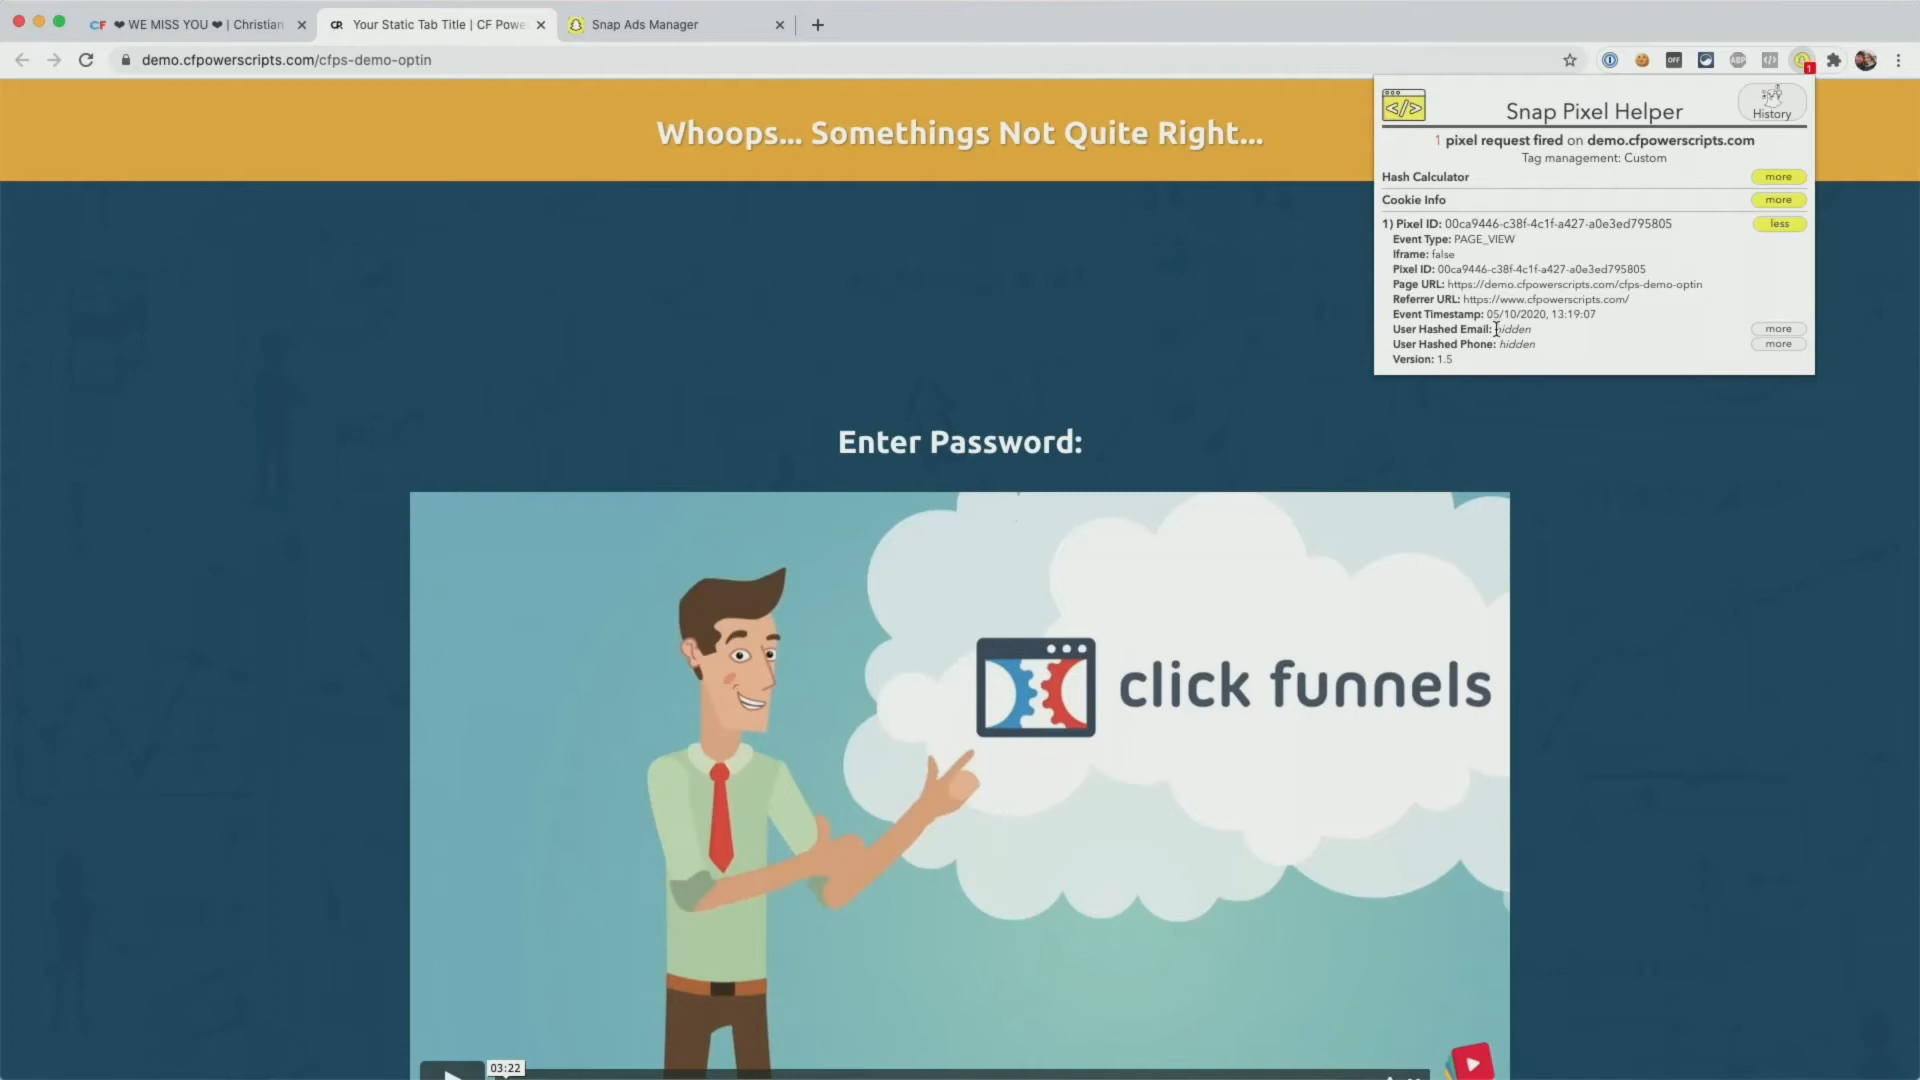 CF ❤ WE MISS YOU ❤ | Christian
CP. Your Static Tab Title | CF Powe
Snap Ads Manager
demo.cfpowerscripts.com/cfps-demo-optin
OFF
ABP
1
Whoops... Somethings Not Quite Right...
Snap Pixel Helper
History
1 pixel request fired on demo.cfpowerscripts.com
Tag management: Custom
Hash Calculator more
Cookie Info more
1) Pixel ID: 00ca9446-c38f-4c1f-a427-a0e3ed795805 less
Event Type: PAGE_VIEW
Iframe: false
Pixel ID: 00ca9446-c38f-4c1f-a427-a0e3ed795805
Page URL: https://demo.cfpowerscripts.com/cfps-demo-optin
Referrer URL: https://www.cfpowerscripts.com/
Event Timestamp: 05/10/2020, 13:19:07
User Hashed Email: hidden more
User Hashed Phone: hidden more
Version: 1.5
Enter Password:
click funnels
03:22